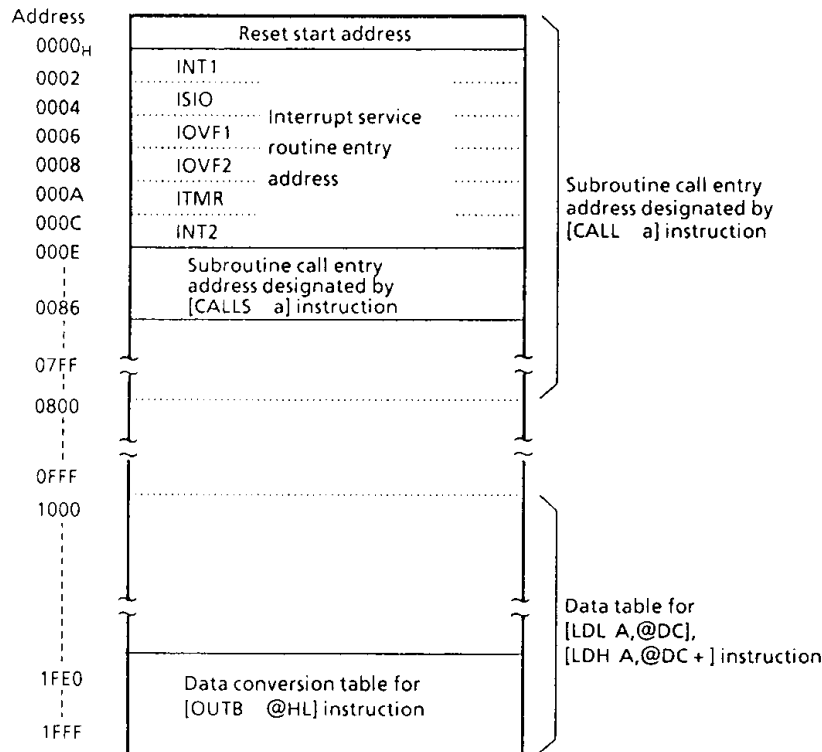 Address
0000H
Reset start address
0002
INT1
0004
ISIO
Interrupt service
0006
IOVF1
routine entry
0008
IOVF2
address
000A
ITMR
000C
INT2
000E
Subroutine call entry
address designated by
[CALLS a] instruction
0086
Subroutine call entry
address designated by
[CALL a] instruction
07FF
0800
0FFF
1000
Data table for
[LDL A,@DC],
[LDH A,@DC+] instruction
1FE0
Data conversion table for
[OUTB @HL] instruction
1FFF